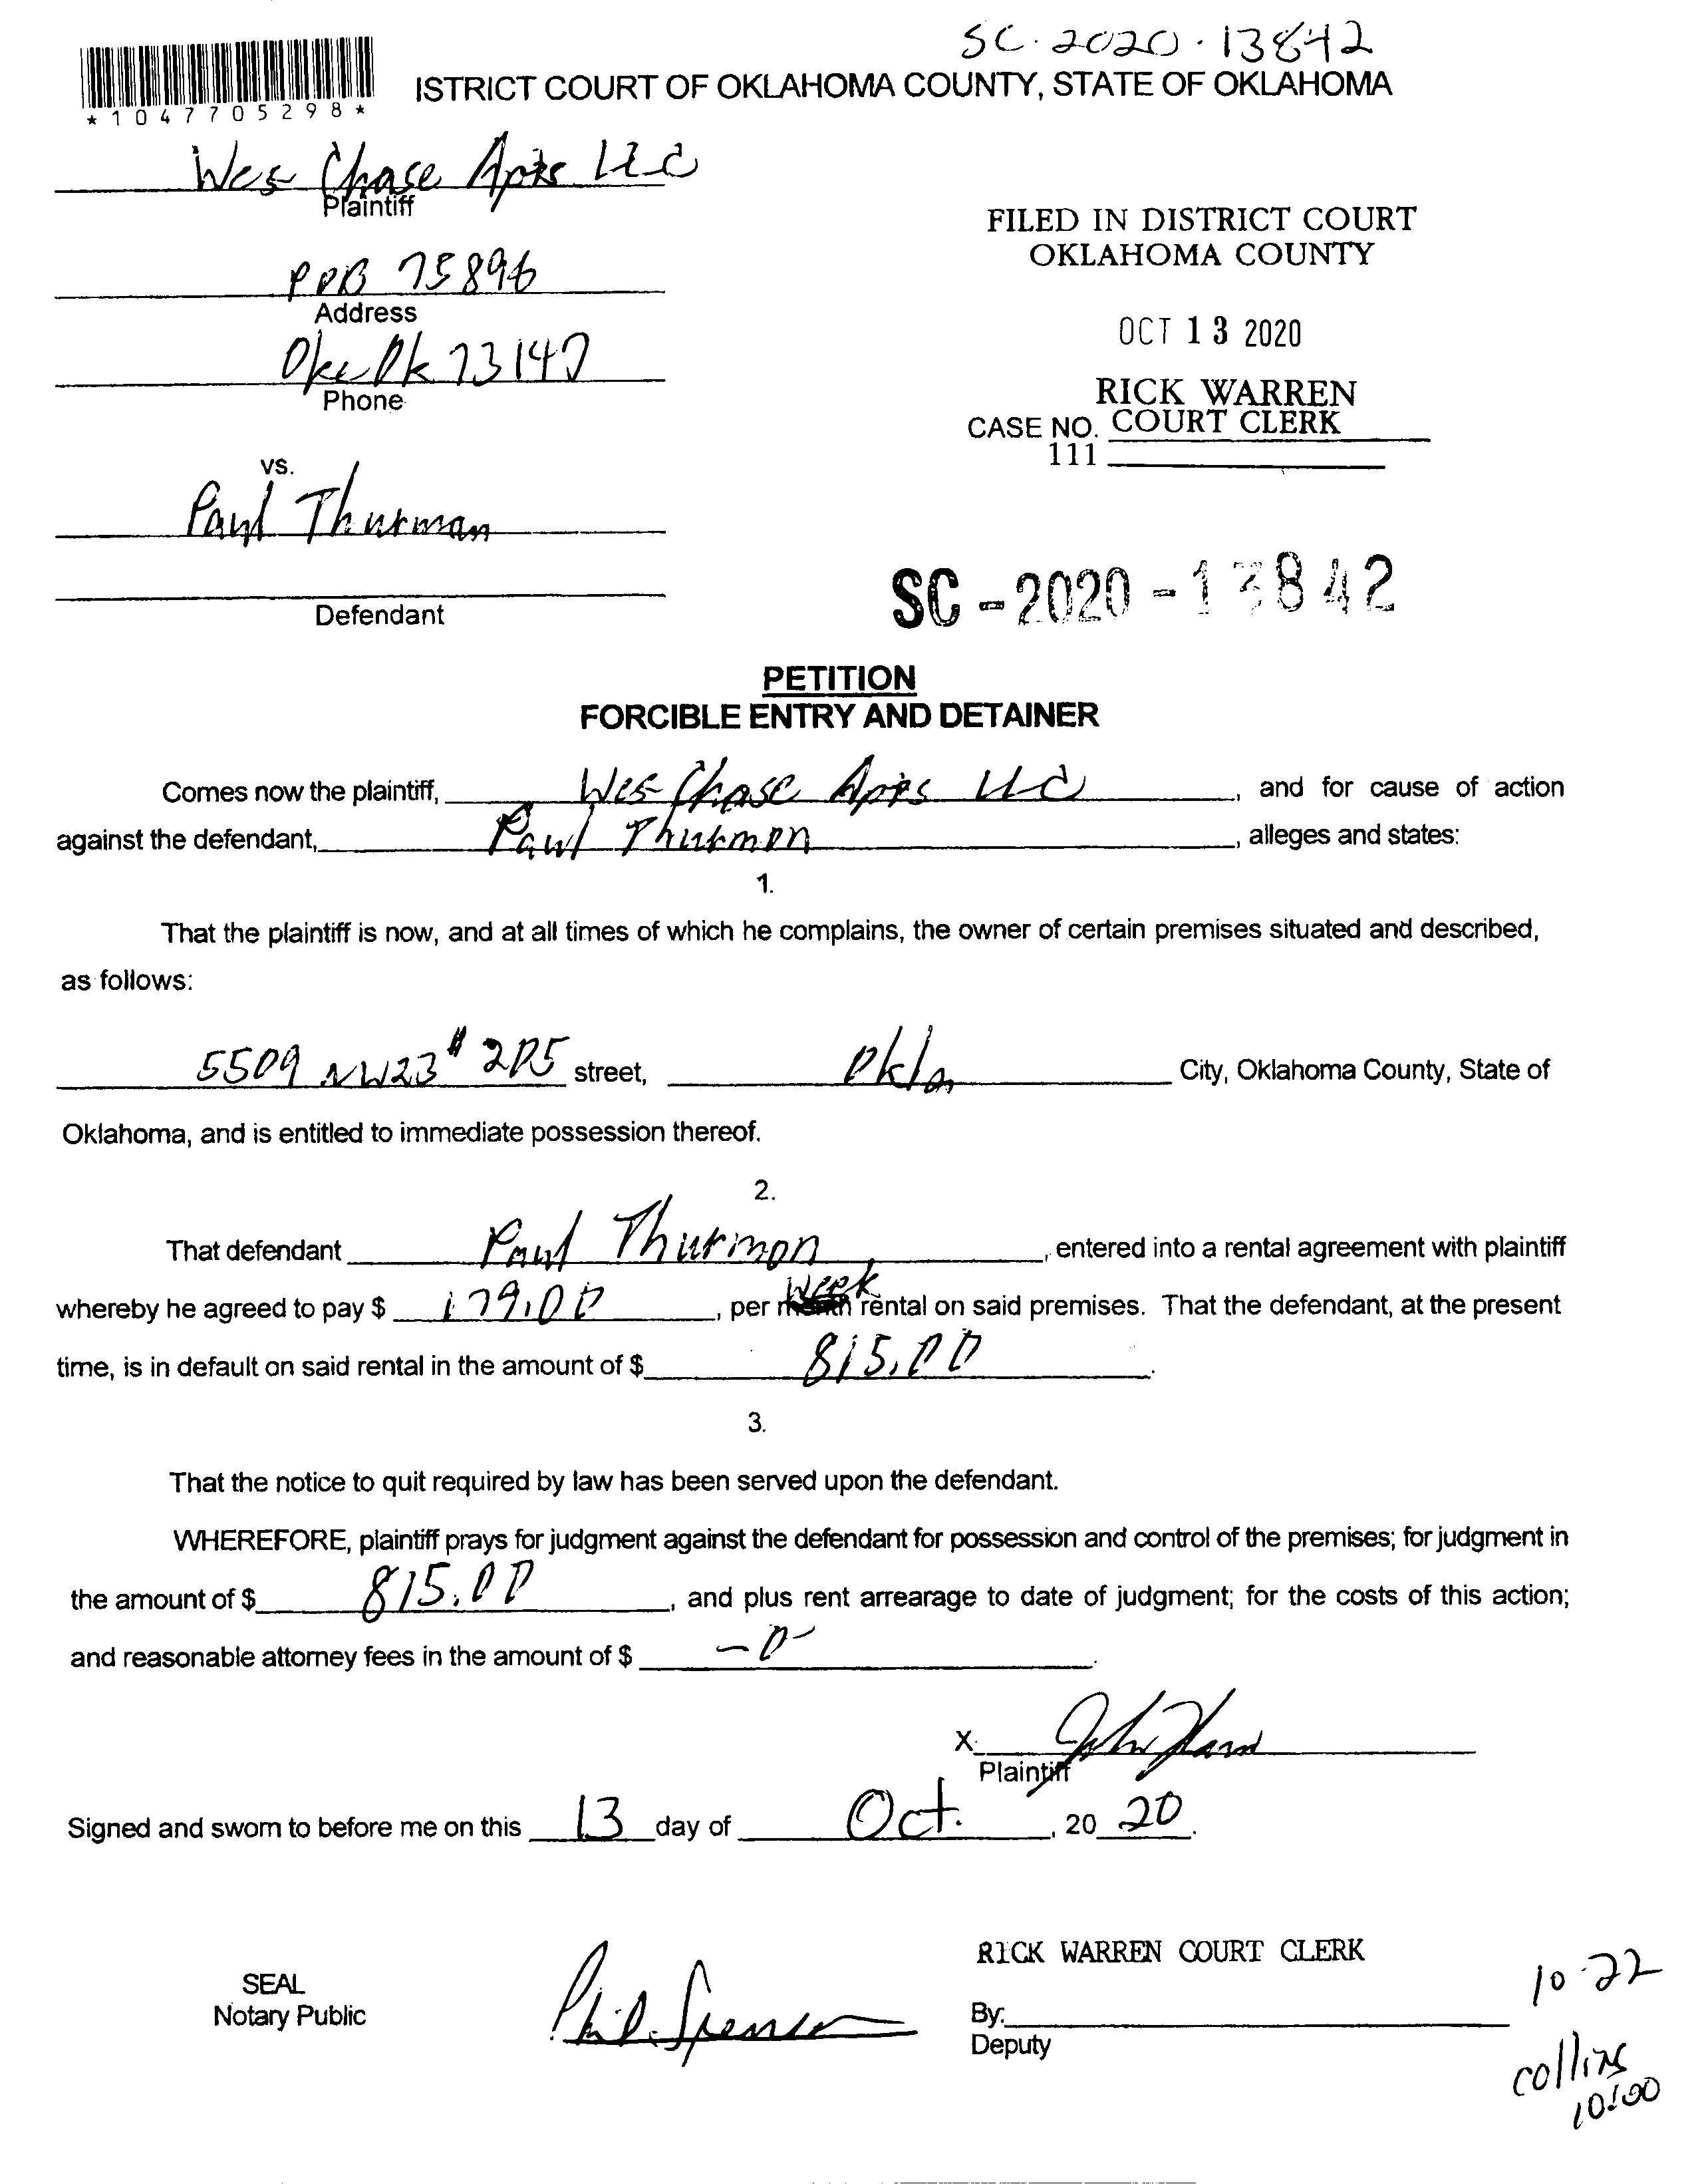 SC-2020-13842
*1047705298*
ISTRICT COURT OF OKLAHOMA COUNTY, STATE OF OKLAHOMA
Wes Chase Apts LLC
Plaintiff
POB 75896
Address
Okc Ok 73147
Phone
FILED IN DISTRICT COURT
OKLAHOMA COUNTY
OCT 13 2020
RICK WARREN
CASE NO. COURT CLERK
111
vs.
Paul Thurman
Defendant
SC-2020-13842
PETITION
FORCIBLE ENTRY AND DETAINER
Comes now the plaintiff, Wes Chase Apts LLC, and for cause of action
against the defendant, Paul Thurman, alleges and states:
1.
That the plaintiff is now, and at all times of which he complains, the owner of certain premises situated and described,
as follows:
5509 NW23 # 205 street, Okla City, Oklahoma County, State of
Oklahoma, and is entitled to immediate possession thereof.
2.
That defendant Paul Thurman, entered into a rental agreement with plaintiff
week
whereby he agreed to pay $ 179.00, per month rental on said premises. That the defendant, at the present
time, is in default on said rental in the amount of $ 815.00.
3.
That the notice to quit required by law has been served upon the defendant.
WHEREFORE, plaintiff prays for judgment against the defendant for possession and control of the premises; for judgment in
the amount of $ 815.00, and plus rent arrearage to date of judgment; for the costs of this action;
and reasonable attorney fees in the amount of $ -0-.
X
Plaintiff
Signed and sworn to before me on this 13 day of Oct., 20 20.
RICK WARREN COURT CLERK
SEAL
Notary Public
By:
Deputy
10-22
collins
10:00